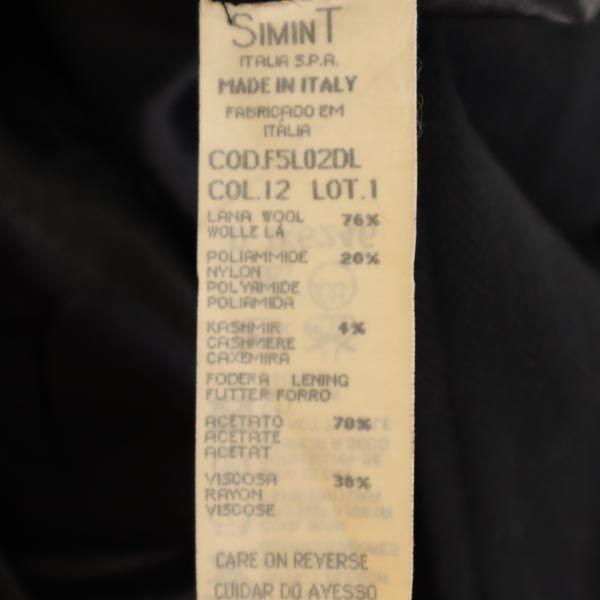 SIMINT
ITALIA S.P.A.
MADE IN ITALY
FABRICADO EM
ITÁLIA
COD.F5L02DL
COL.12 LOT.1
LANA WOOL 76%
WOLLE LÁ
POLIAMMIDE 20%
NYLON
POLYAMIDE
POLIAMIDA
KASHMIR 4%
CASHMERE
CAXEMIRA
FODERA LENING
FUTTER FORRO
ACETATO 70%
ACETATE
ACETAT
VISCOSA 30%
RAYON
VISCOSE
CARE ON REVERSE
CUIDAR DO AVESSO